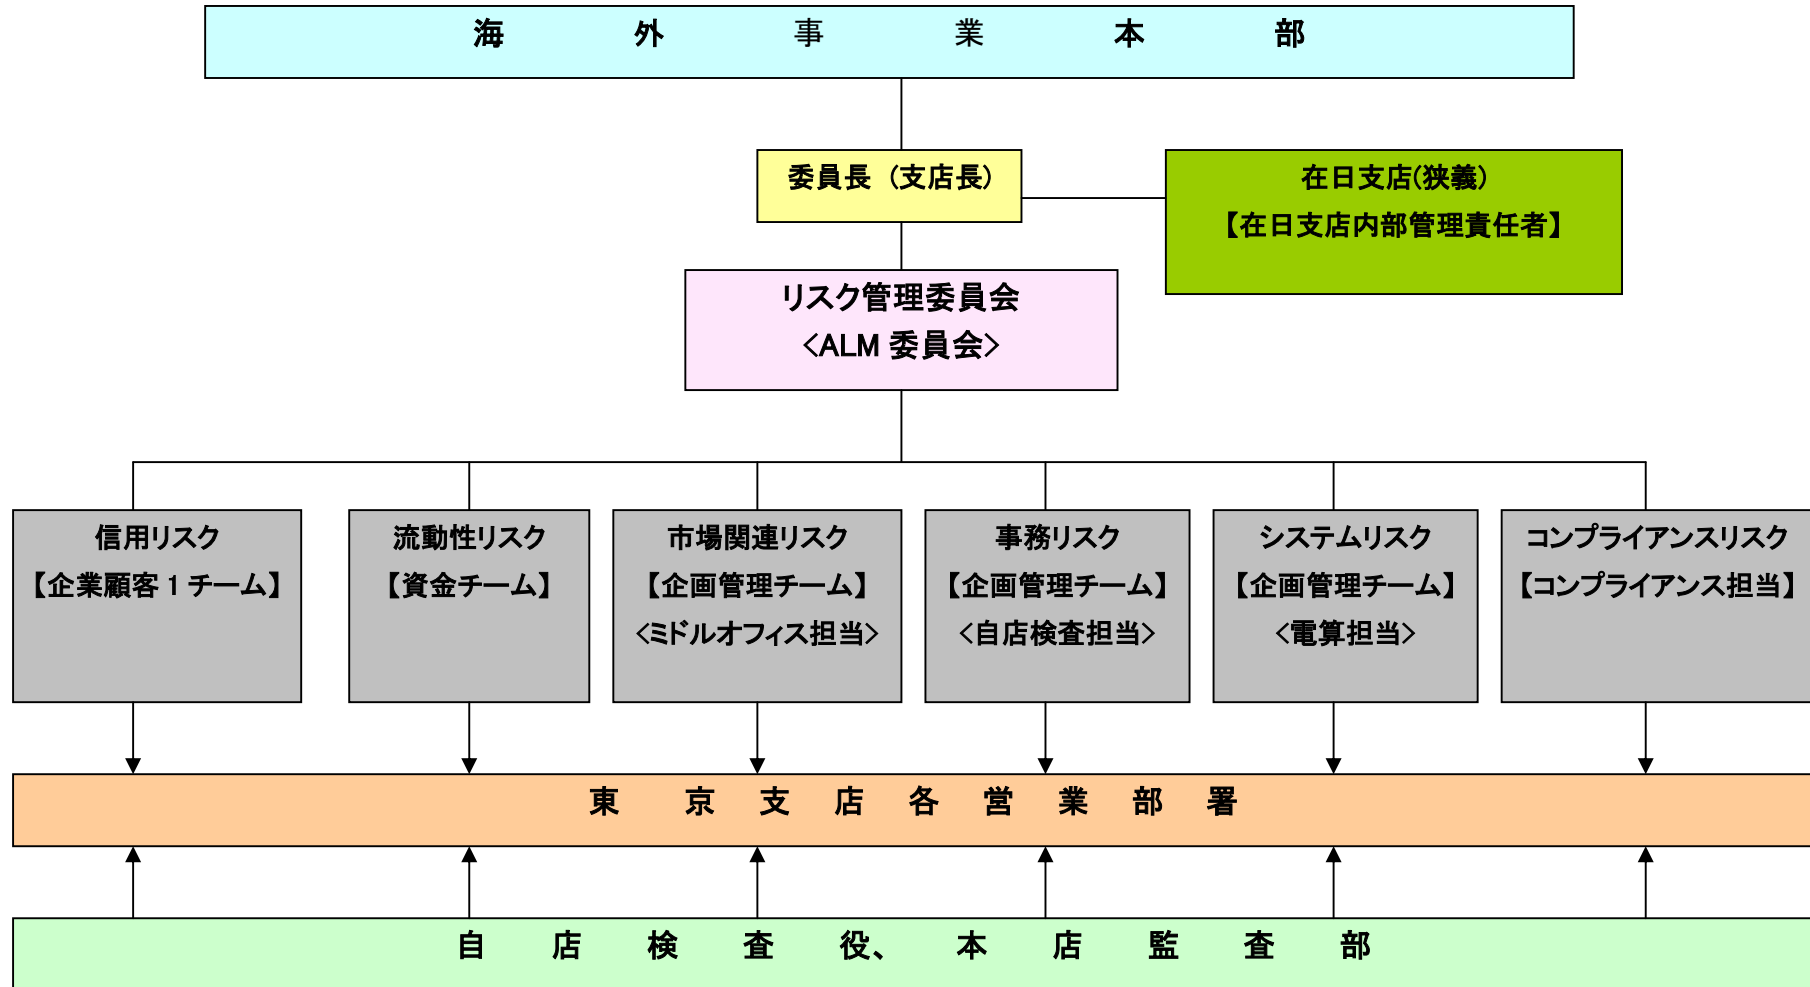 海外事業本部
委員長（支店長）
在日支店(狭義)
【在日支店内部管理責任者】
リスク管理委員会
<ALM 委員会>
信用リスク
【企業顧客 1 チーム】
流動性リスク
【資金チーム】
市場関連リスク
【企画管理チーム】
<ミドルオフィス担当>
事務リスク
【企画管理チーム】
<自店検査担当>
システムリスク
【企画管理チーム】
<電算担当>
コンプライアンスリスク
【コンプライアンス担当】
東京支店各営業部署
自店検査役、本店監査部